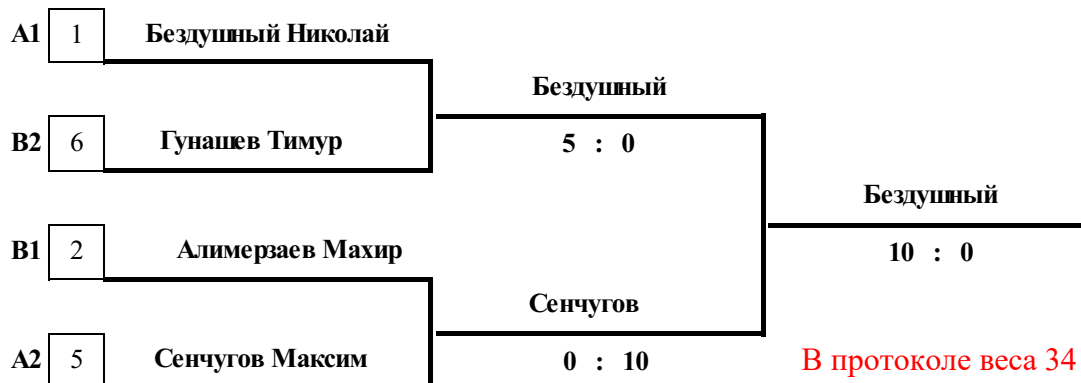 A1 1 Бездушный Николай
Бездушный
B2 6 Гунашев Тимур 5 : 0
Бездушный
B1 2 Алимерзаев Махир 10 : 0
Сенчугов
A2 5 Сенчугов Максим 0 : 10 В протоколе веса 34